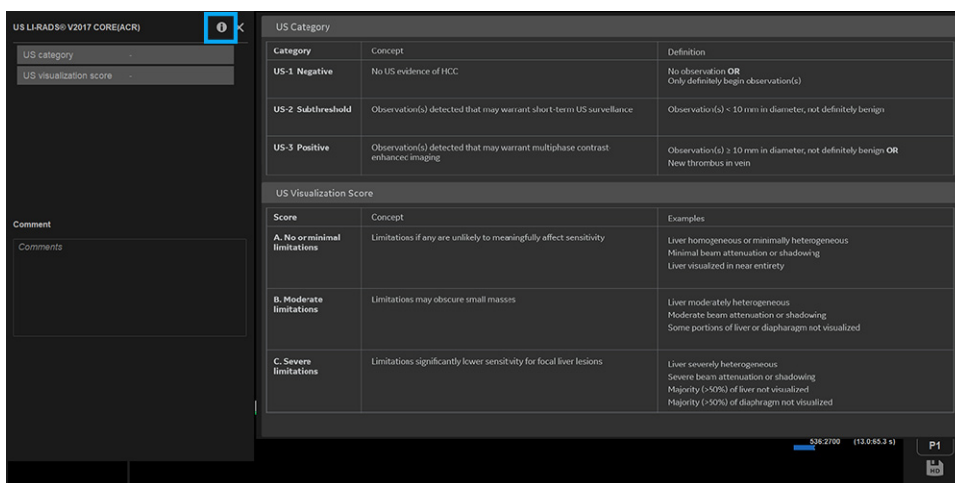 US LI-RADS® V2017 CORE(ACR)
US category -
US visualization score -
Comment
Comments
US Category
Category Concept Definition
US-1 Negative No US evidence of HCC No observation OR
Only definitely begin observation(s)
US-2 Subthreshold Observation(s) detected that may warrant short-term US survellance Observation(s) < 10 mm in diameter, not definitely benign
US-3 Positive Observation(s) detected that may warrant multiphase contrast- Observation(s) ≥ 10 mm in diameter, not definitely benign OR
enhancec imaging New thrombus in vein
US Visualization Score
Score Concept Examples
A. No or minimal Limitations if any are unlikely to meaningfully affect sensitivity Liver homogeneous or minimally heterogeneous
limitations Minimal beam attenuation or shadowing
Liver visualized in near entirety
B. Moderate Limitations may obscure small masses Liver moderately heterogeneous
limitations Moderate beam attenuation or shadowing
Some portions of liver or diapharagm not visualized
C. Severe Limitations significantly lower sensitvity for focal liver lesions Liver severely heterogeneous
limitations Severe beam attenuation or shadowing
Majority (>50%) of liver not visualized
Majority (>50%) of diaphragm not visualized
536:2700 (13.0:65.3 s)
P1
HD